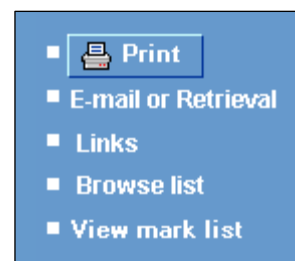 Print
E-mail or Retrieval
Links
Browse list
View mark list